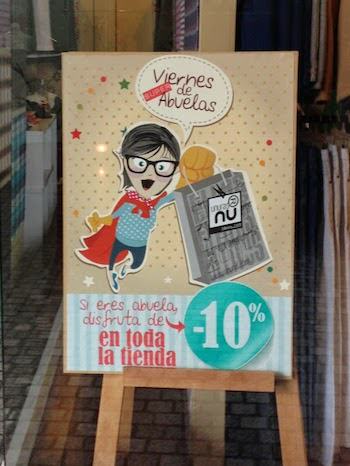 Viernes
SUPER de
Abuelas
nu
Si eres abuela,
disfruta de
en toda
la tienda
-10%